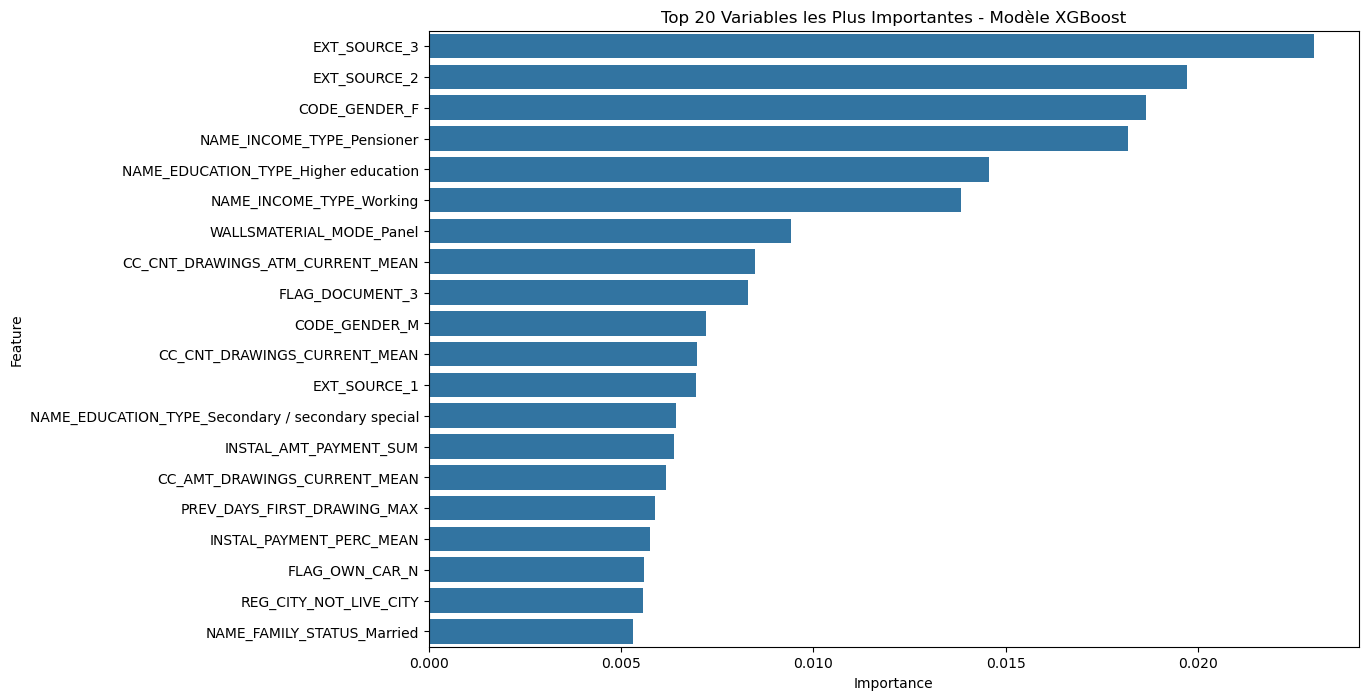 Top 20 Variables les Plus Importantes - Modèle XGBoost
EXT_SOURCE_3
EXT_SOURCE_2
CODE_GENDER_F
NAME_INCOME_TYPE_Pensioner
NAME_EDUCATION_TYPE_Higher education
NAME_INCOME_TYPE_Working
WALLSMATERIAL_MODE_Panel
CC_CNT_DRAWINGS_ATM_CURRENT_MEAN
FLAG_DOCUMENT_3
CODE_GENDER_M
CC_CNT_DRAWINGS_CURRENT_MEAN
EXT_SOURCE_1
NAME_EDUCATION_TYPE_Secondary / secondary special
INSTAL_AMT_PAYMENT_SUM
CC_AMT_DRAWINGS_CURRENT_MEAN
PREV_DAYS_FIRST_DRAWING_MAX
INSTAL_PAYMENT_PERC_MEAN
FLAG_OWN_CAR_N
REG_CITY_NOT_LIVE_CITY
NAME_FAMILY_STATUS_Married
Feature
0.000 0.005 0.010 0.015 0.020
Importance